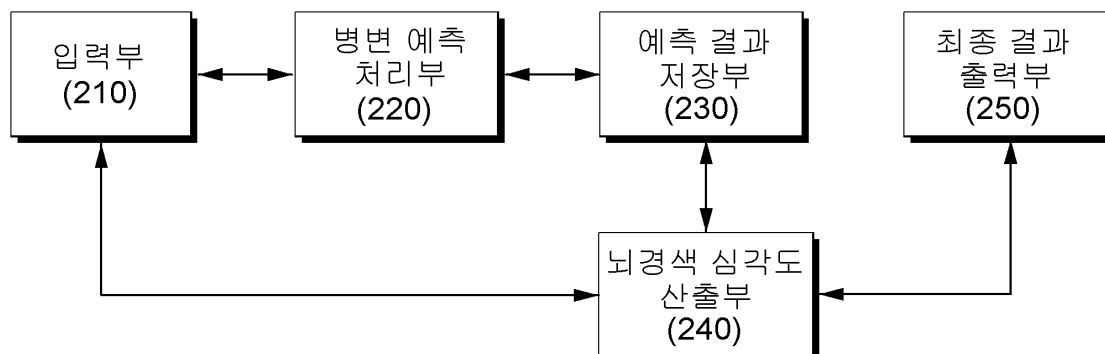 입력부
(210)
병변 예측
처리부
(220)
예측 결과
저장부
(230)
최종 결과
출력부
(250)
뇌경색 심각도
산출부
(240)